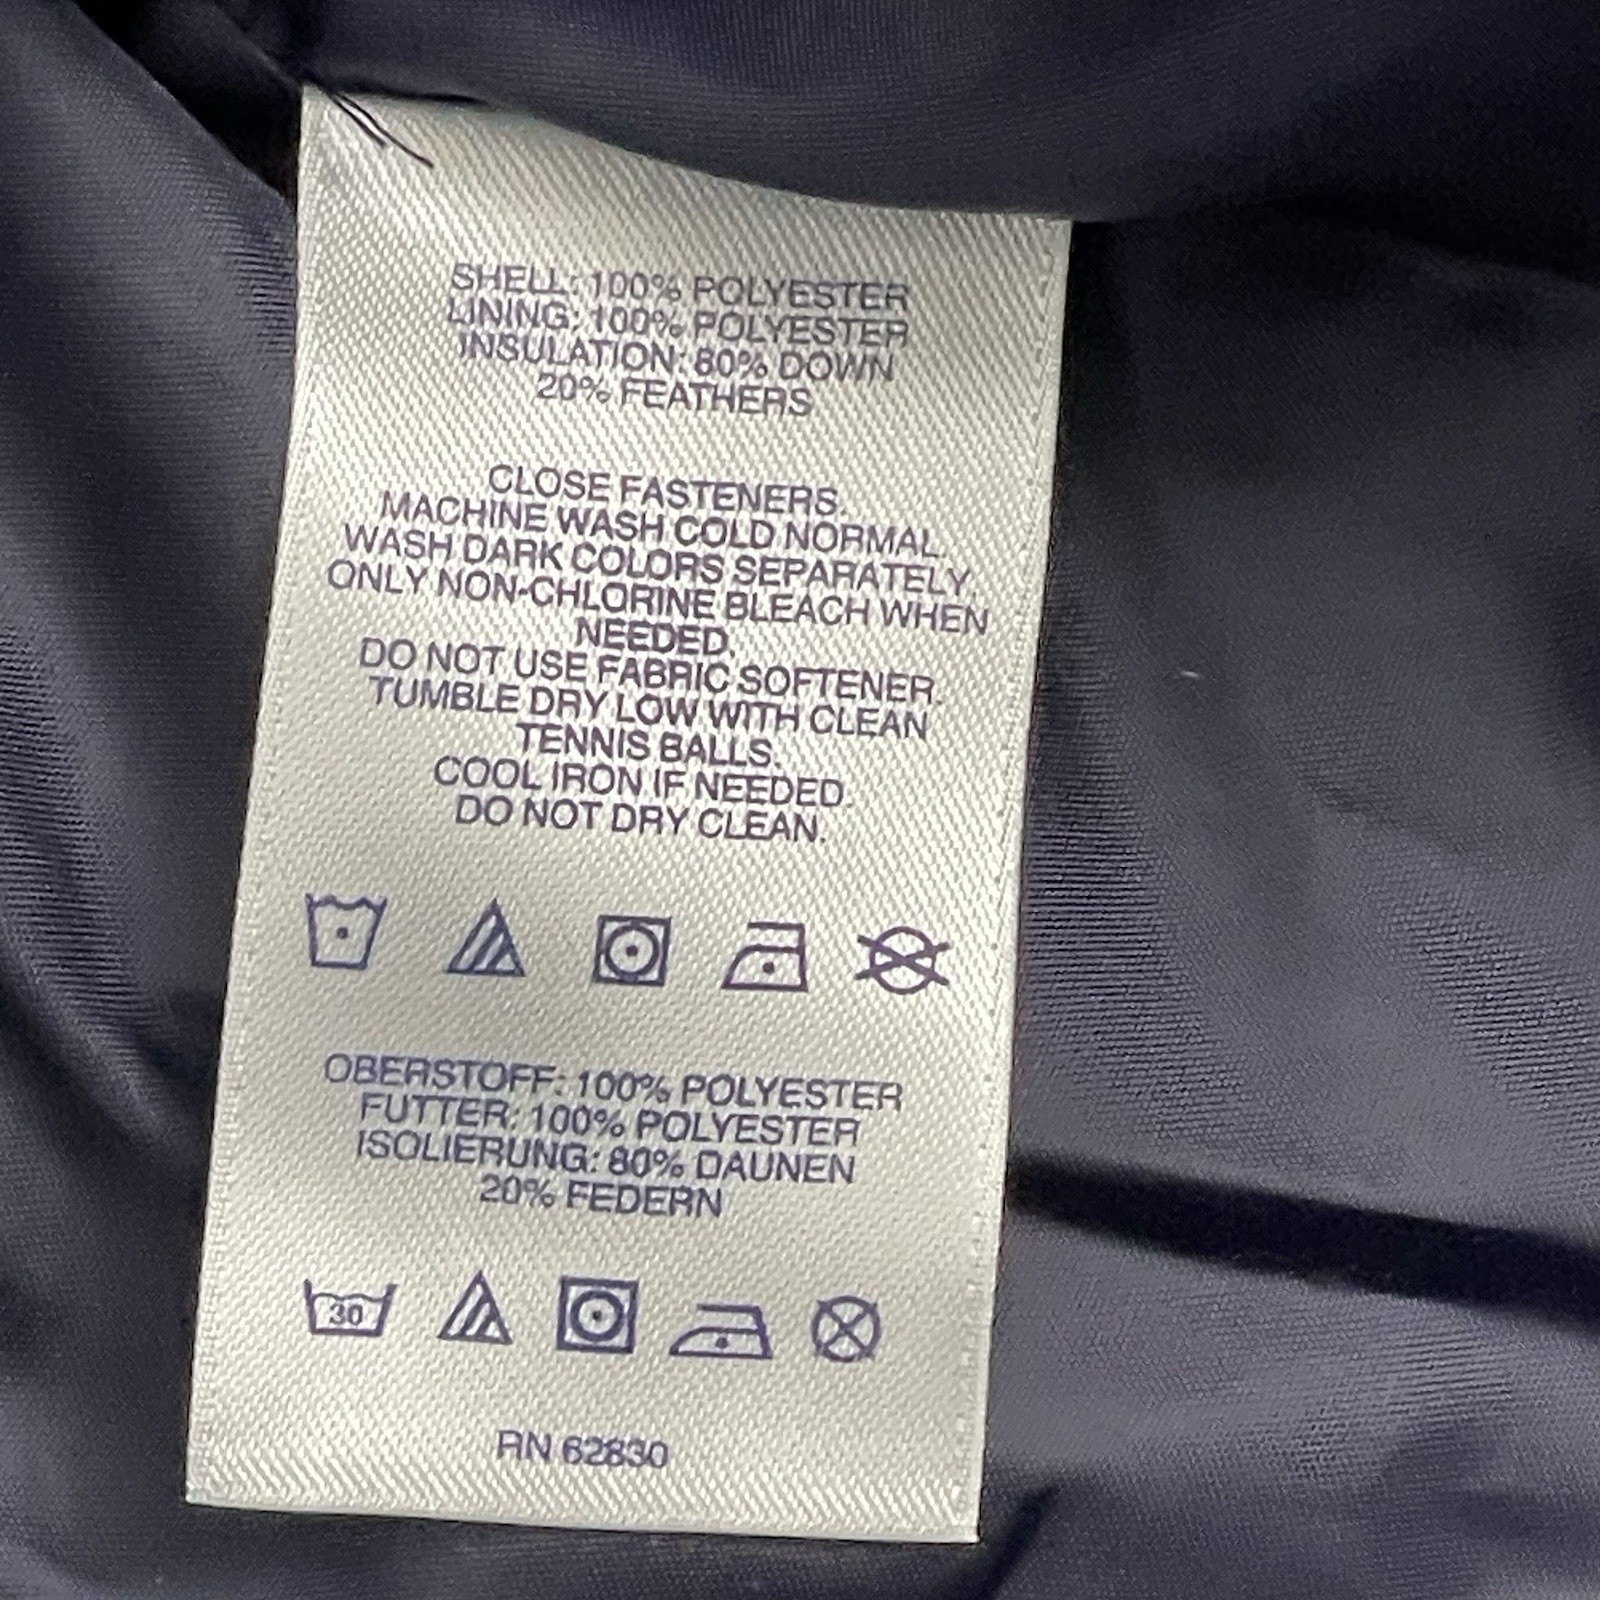 SHELL: 100% POLYESTER
LINING: 100% POLYESTER
INSULATION: 80% DOWN
20% FEATHERS
CLOSE FASTENERS.
MACHINE WASH COLD NORMAL.
WASH DARK COLORS SEPARATELY.
ONLY NON-CHLORINE BLEACH WHEN
NEEDED.
DO NOT USE FABRIC SOFTENER.
TUMBLE DRY LOW WITH CLEAN
TENNIS BALLS.
COOL IRON IF NEEDED.
DO NOT DRY CLEAN.
OBERSTOFF: 100% POLYESTER
FUTTER: 100% POLYESTER
ISOLIERUNG: 80% DAUNEN
20% FEDERN
30
RN 62830